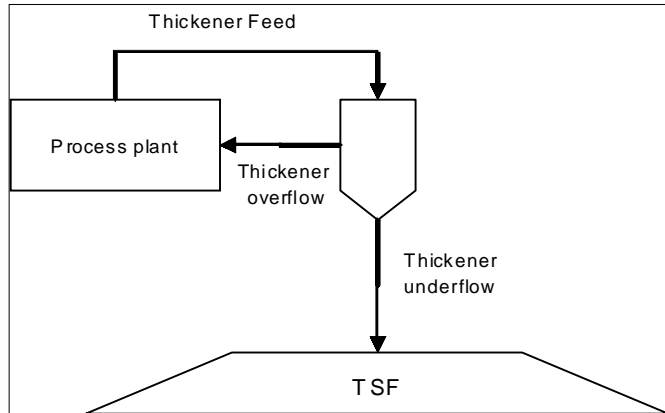 Thickener Feed
Process plant
Thickener
overflow
Thickener
underflow
TSF